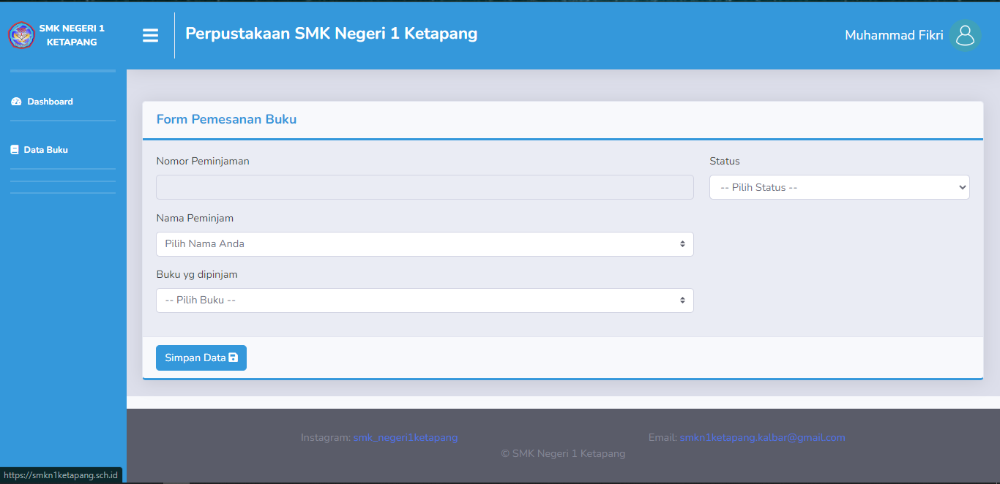 SMK NEGERI 1
KETAPANG
Perpustakaan SMK Negeri 1 Ketapang
Muhammad Fikri
Dashboard
Data Buku
Form Pemesanan Buku
Nomor Peminjaman
Status
-- Pilih Status --
Nama Peminjam
Pilih Nama Anda
Buku yg dipinjam
-- Pilih Buku --
Simpan Data
Instagram: smk_negeri1ketapang
Email: smkn1ketapang.kalbar@gmail.com
© SMK Negeri 1 Ketapang
https://smkn1ketapang.sch.id